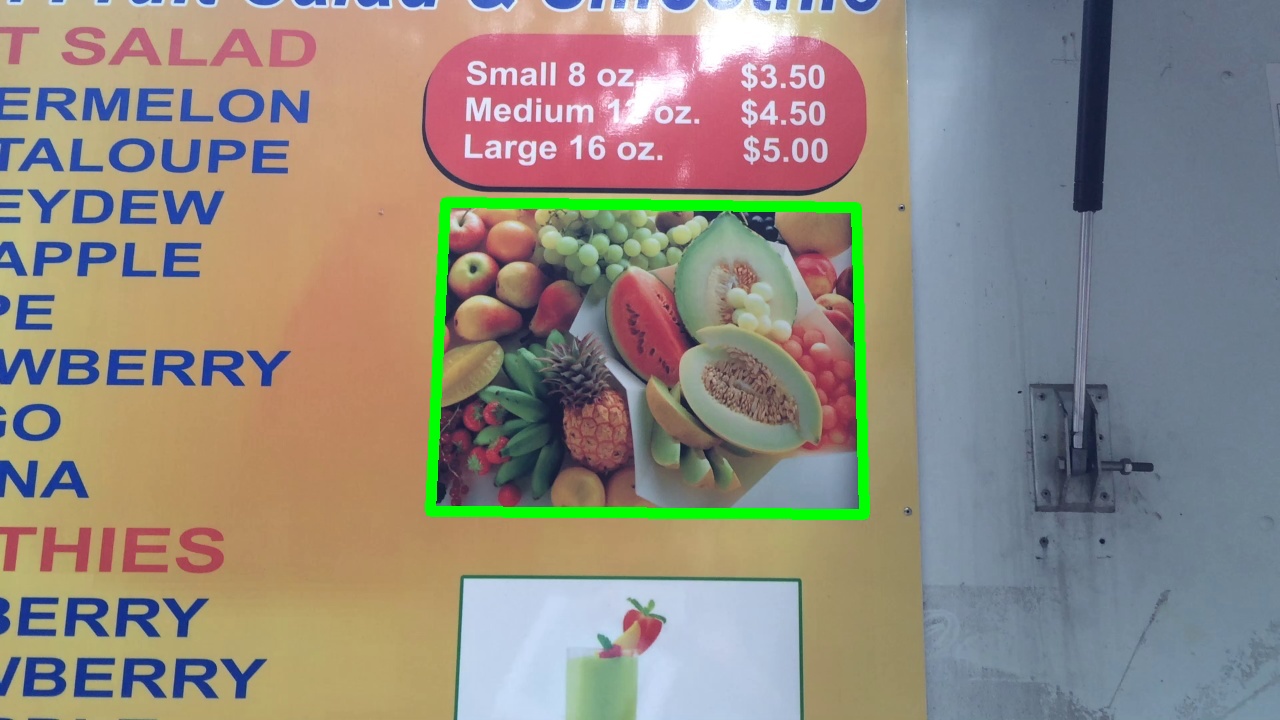 Fruit Salad & Smoothie
T SALAD
ERMELON
TALOUPE
EYDEW
APPLE
PE
WBERRY
GO
NA
Small 8 oz. $3.50
Medium 12 oz. $4.50
Large 16 oz. $5.00
THIES
BERRY
WBERRY